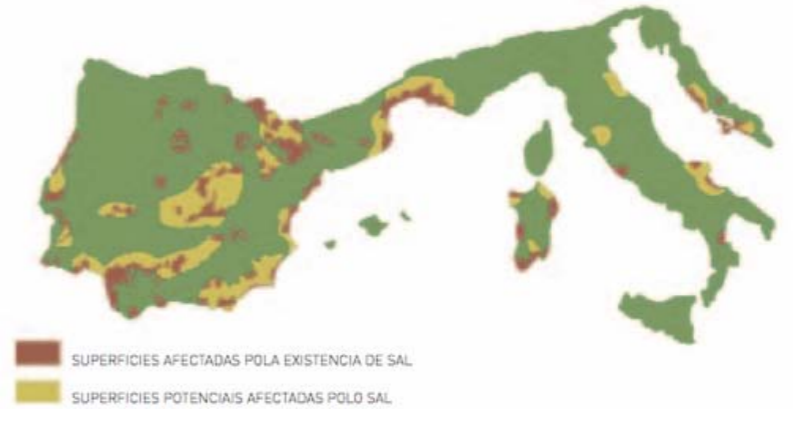 SUPERFICIES AFECTADAS POLA EXISTENCIA DE SAL
SUPERFICIES POTENCIAIS AFECTADAS POLO SAL